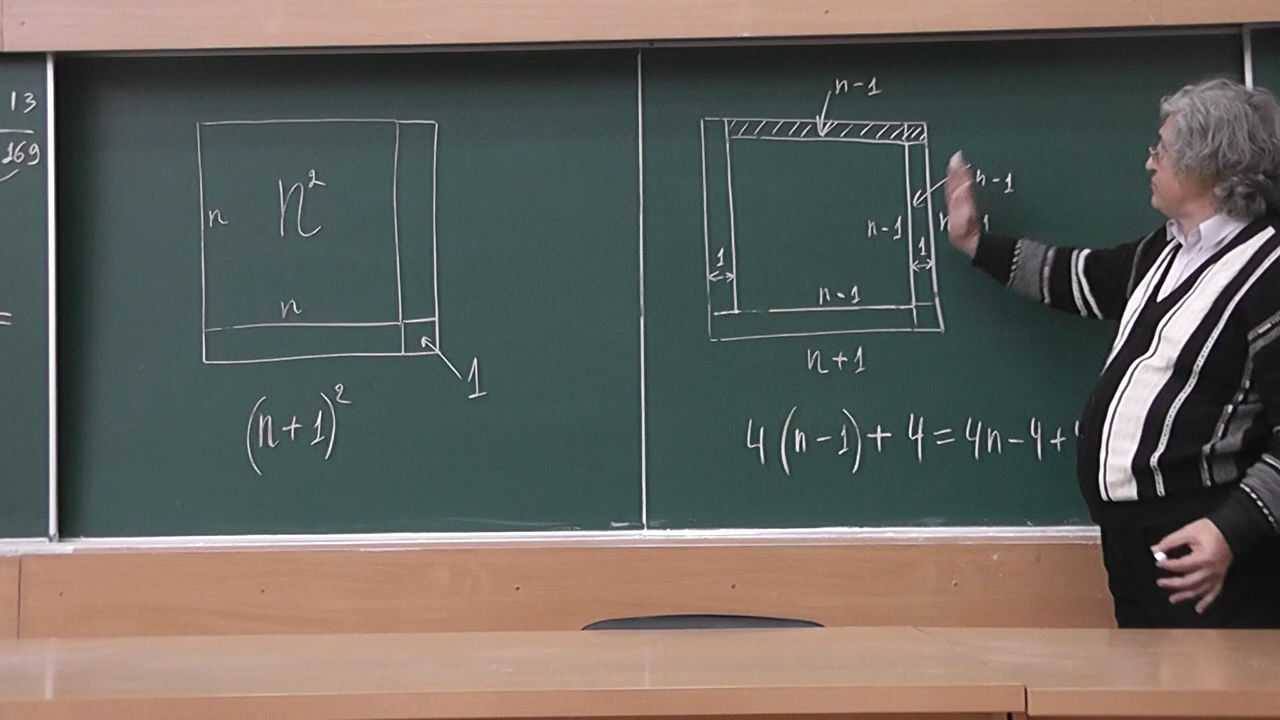 13
169
=
n
n²
n
1
(n+1)²
n-1
n-1
n-1
1
1
n-1
n+1
4(n-1)+4=4n-4+